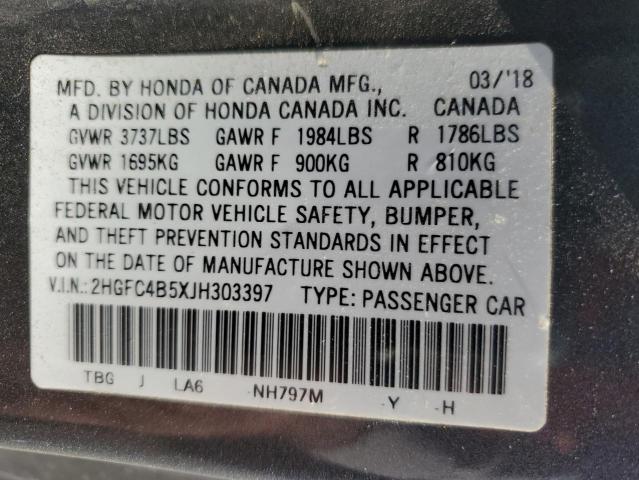 MFD. BY HONDA OF CANADA MFG., 03/'18
A DIVISION OF HONDA CANADA INC. CANADA
GVWR 3737LBS GAWR F 1984LBS R 1786LBS
GVWR 1695KG GAWR F 900KG R 810KG
THIS VEHICLE CONFORMS TO ALL APPLICABLE
FEDERAL MOTOR VEHICLE SAFETY, BUMPER,
AND THEFT PREVENTION STANDARDS IN EFFECT
ON THE DATE OF MANUFACTURE SHOWN ABOVE.
V.I.N.:2HGFC4B5XJH303397 TYPE: PASSENGER CAR
TBG J LA6 -NH797M -Y -H